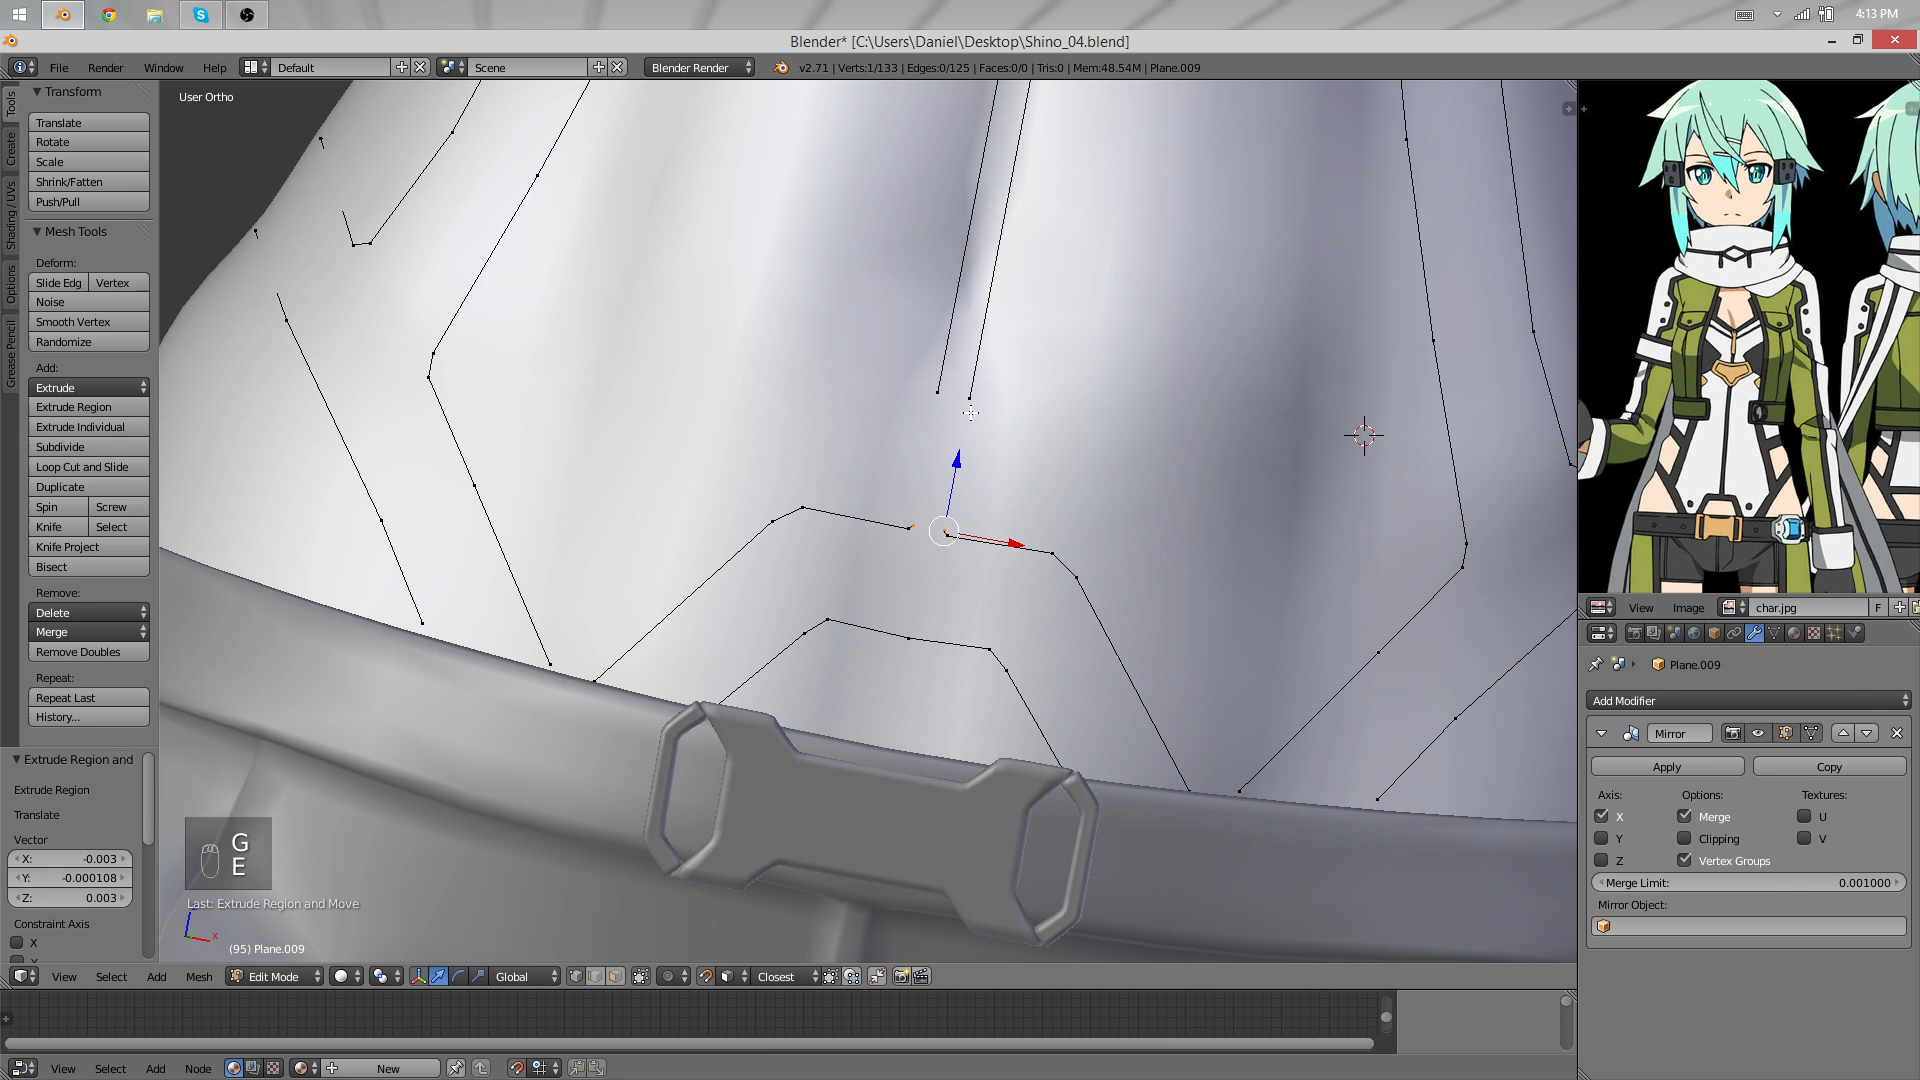 4:13 PM
Blender* [C:\Users\Daniel\Desktop\Shino_04.blend]
File Render Window Help Default Scene Blender Render v2.71 | Verts:1/133 | Edges:0/125 | Faces:0/0 | Tris:0 | Mem:48.54M | Plane.009
Tools
Create
Shading / UVs
Options
Grease Pencil
Transform
Translate
Rotate
Scale
Shrink/Fatten
Push/Pull
Mesh Tools
Deform:
Slide Edg Vertex
Noise
Smooth Vertex
Randomize
Add:
Extrude
Extrude Region
Extrude Individual
Subdivide
Loop Cut and Slide
Duplicate
Spin Screw
Knife Select
Knife Project
Bisect
Remove:
Delete
Merge
Remove Doubles
Repeat:
Repeat Last
History...
Extrude Region and
Extrude Region
Translate
Vector
X: -0.003
Y: -0.000108
Z: 0.003
Constraint Axis
X
User Ortho
G
E
Last: Extrude Region and Move
x
(95) Plane.009
View Select Add Mesh Edit Mode Global Closest
View Select Add Node New
View Image char.jpg F
Plane.009
Add Modifier
Mirror
Apply Copy
Axis: Options: Textures:
X Merge U
Y Clipping V
Z Vertex Groups
Merge Limit: 0.001000
Mirror Object: